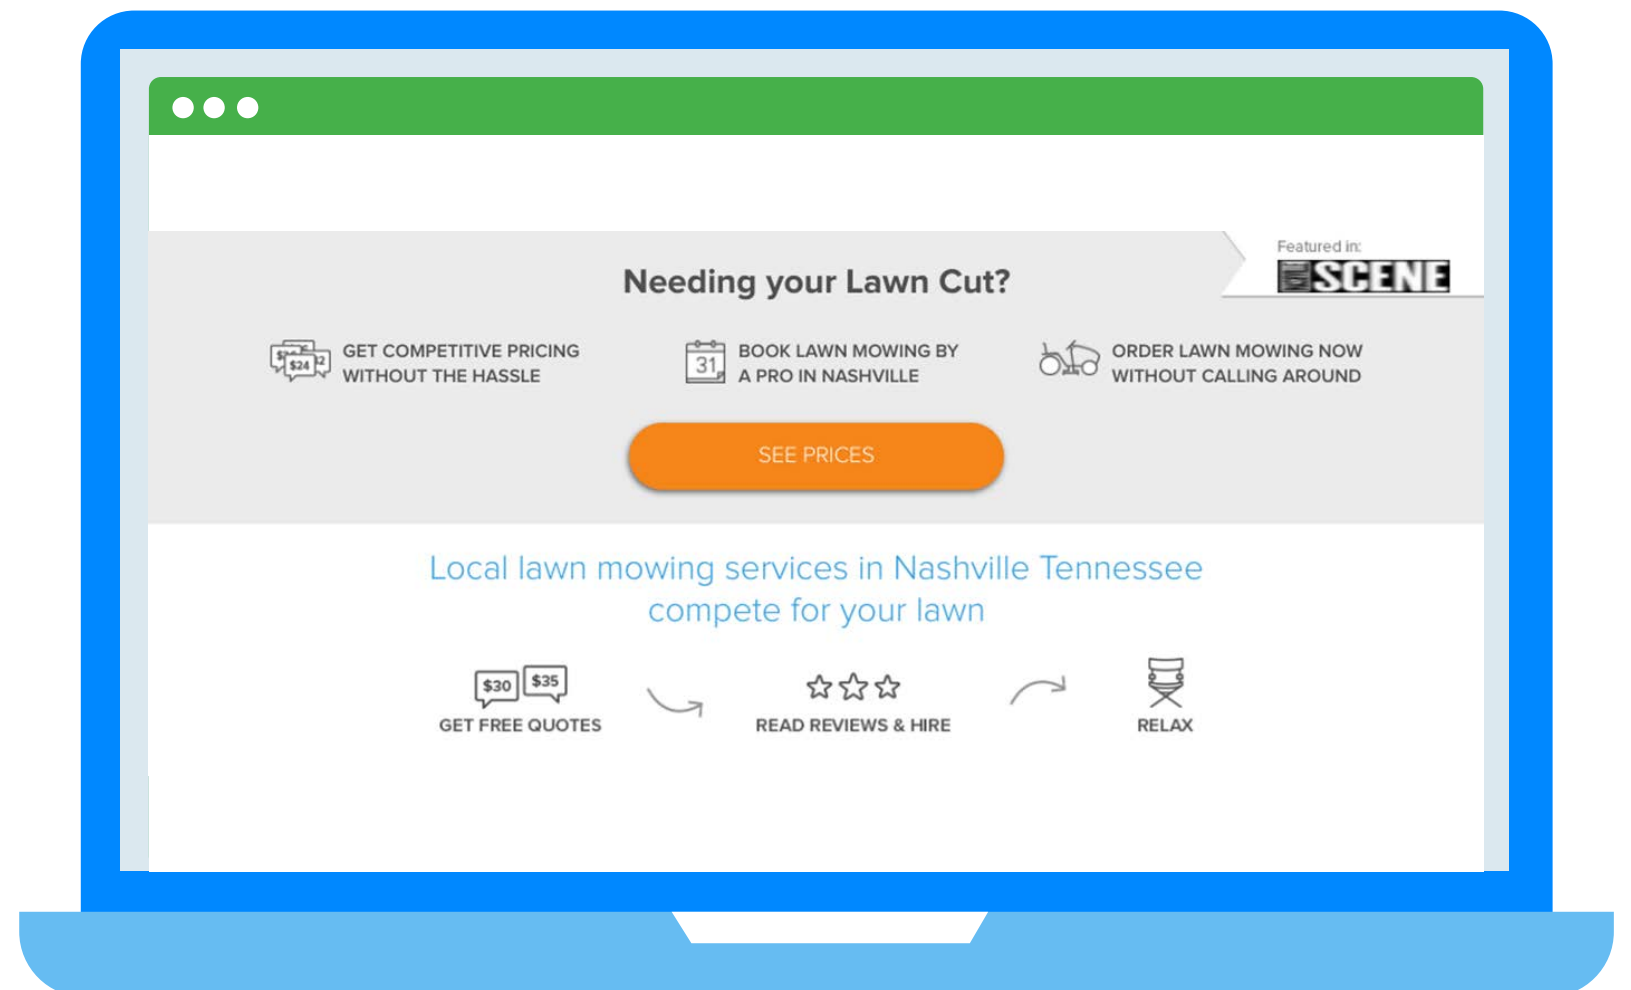 Featured in:
SCENE
Needing your Lawn Cut?
$24
GET COMPETITIVE PRICING
WITHOUT THE HASSLE
31
BOOK LAWN MOWING BY
A PRO IN NASHVILLE
ORDER LAWN MOWING NOW
WITHOUT CALLING AROUND
SEE PRICES
Local lawn mowing services in Nashville Tennessee
compete for your lawn
$30
$35
GET FREE QUOTES
READ REVIEWS & HIRE
RELAX